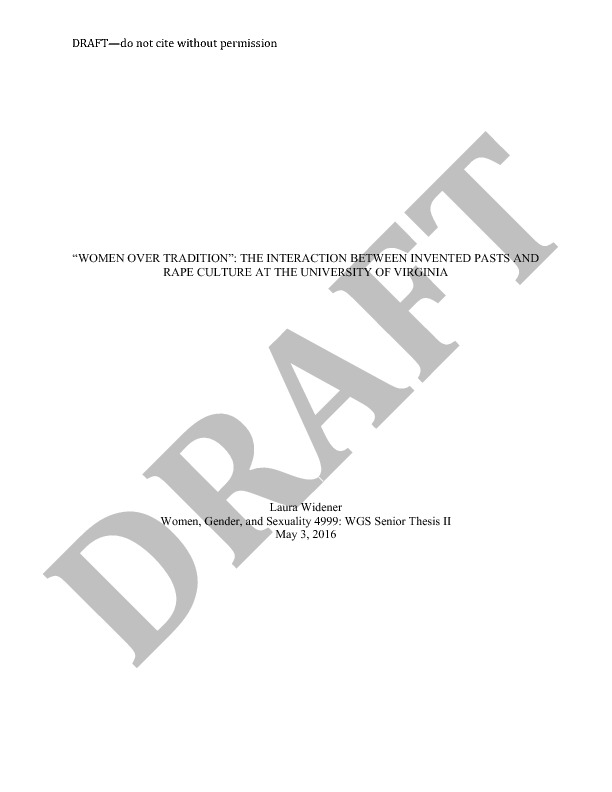 DRAFT—do not cite without permission
“WOMEN OVER TRADITION”: THE INTERACTION BETWEEN INVENTED PASTS AND
RAPE CULTURE AT THE UNIVERSITY OF VIRGINIA
DRAFT
Laura Widener
Women, Gender, and Sexuality 4999: WGS Senior Thesis II
May 3, 2016